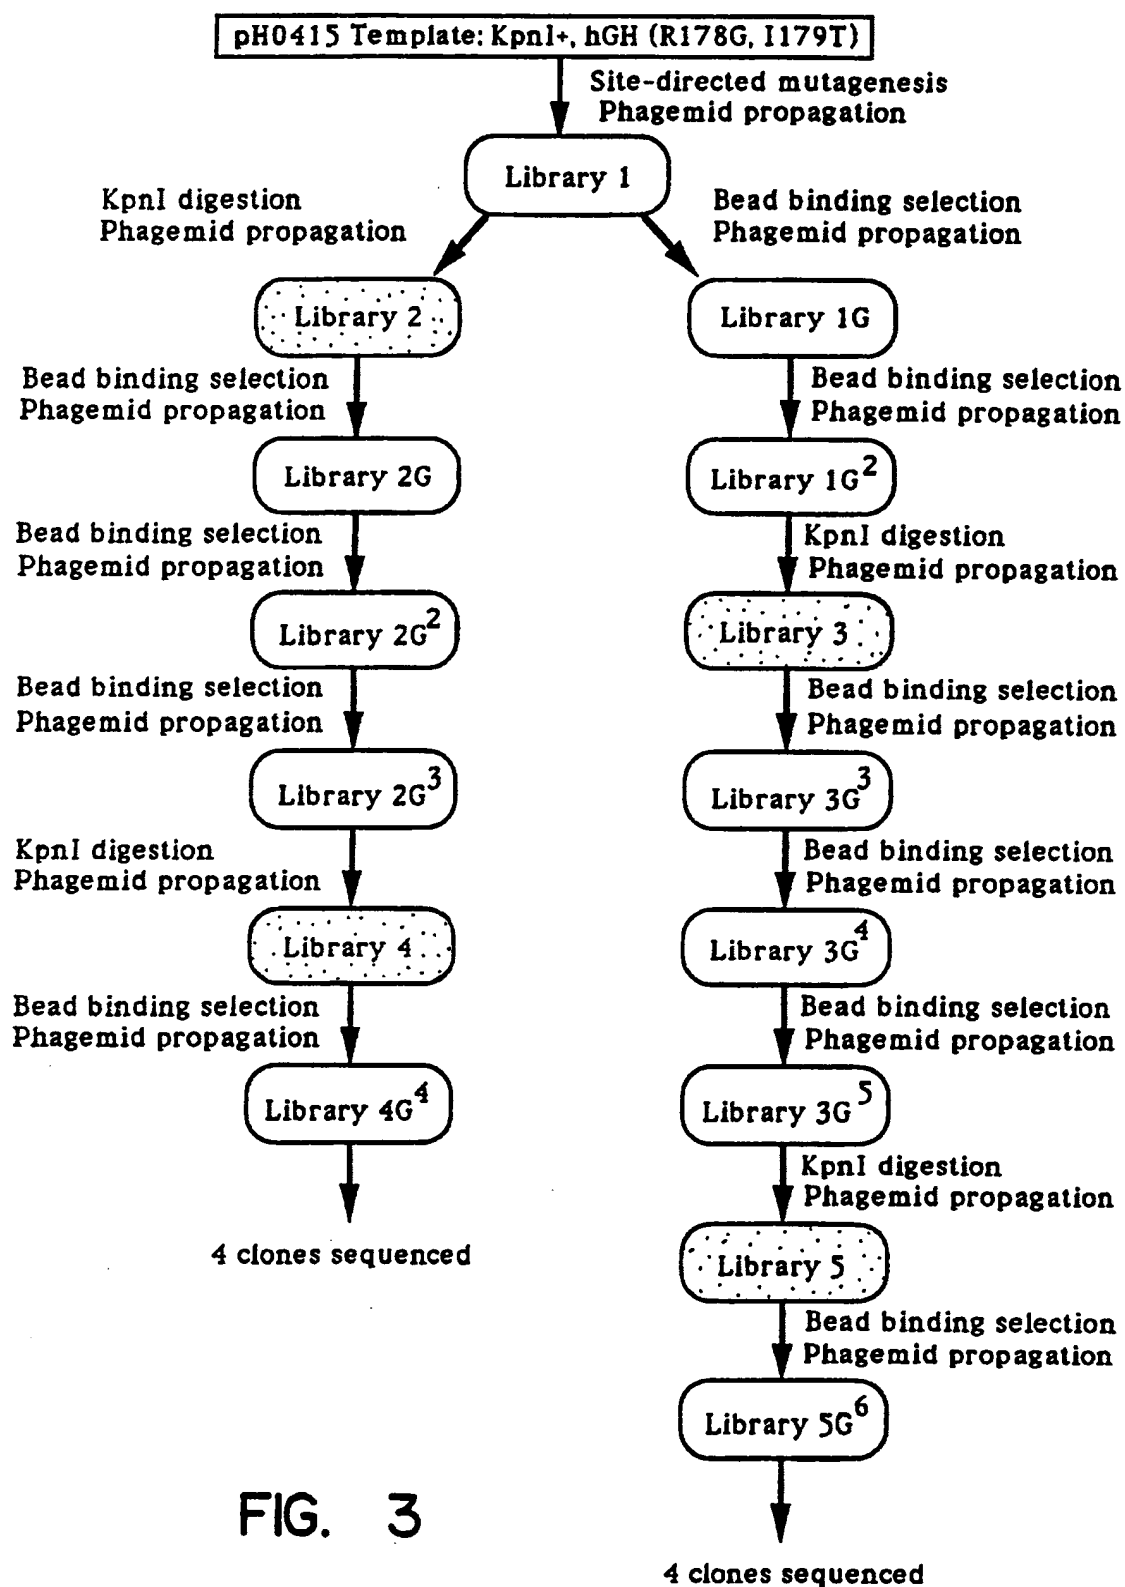 pH0415 Template: KpnI+, hGH (R178G, I179T)
Site-directed mutagenesis
Phagemid propagation
Library 1
KpnI digestion
Phagemid propagation
Bead binding selection
Phagemid propagation
Library 2
Library 1G
Bead binding selection
Phagemid propagation
Bead binding selection
Phagemid propagation
Library 2G
Library 1G²
Bead binding selection
Phagemid propagation
KpnI digestion
Phagemid propagation
Library 2G²
Library 3
Bead binding selection
Phagemid propagation
Bead binding selection
Phagemid propagation
Library 2G³
Library 3G³
KpnI digestion
Phagemid propagation
Bead binding selection
Phagemid propagation
Library 4
Library 3G⁴
Bead binding selection
Phagemid propagation
Bead binding selection
Phagemid propagation
Library 4G⁴
Library 3G⁵
KpnI digestion
Phagemid propagation
4 clones sequenced
Library 5
Bead binding selection
Phagemid propagation
Library 5G⁶
FIG. 3
4 clones sequenced